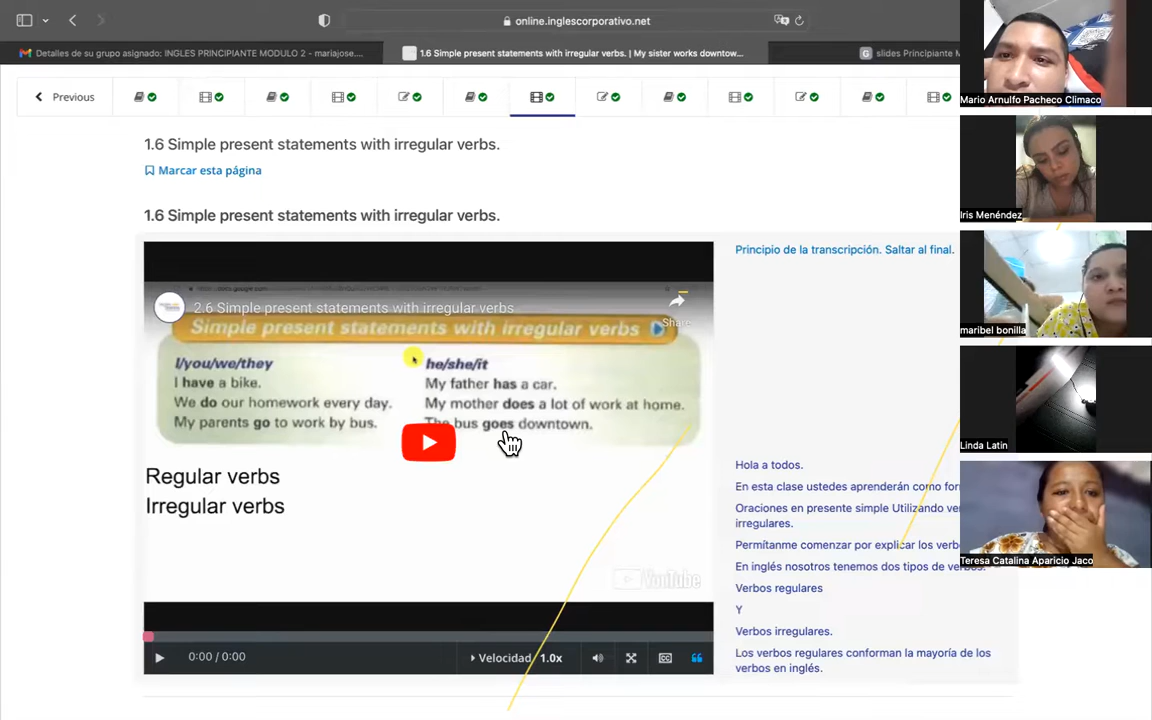 online.inglescorporativo.net
Detalles de su grupo asignado: INGLES PRINCIPIANTE MODULO 2 - mariajose....
1.6 Simple present statements with irregular verbs. | My sister works downtow...
slides Principiante M
Previous
1.6 Simple present statements with irregular verbs.
Marcar esta página
1.6 Simple present statements with irregular verbs.
2.6 Simple present statements with irregular verbs
Share
Simple present statements with irregular verbs
I/you/we/they
I have a bike.
We do our homework every day.
My parents go to work by bus.
he/she/it
My father has a car.
My mother does a lot of work at home.
The bus goes downtown.
Regular verbs
Irregular verbs
YouTube
0:00 / 0:00
Velocidad 1.0x
CC
Principio de la transcripción. Saltar al final.
Hola a todos.
En esta clase ustedes aprenderán como for
Oraciones en presente simple Utilizando ve
irregulares.
Permítanme comenzar por explicar los verb
En inglés nosotros tenemos dos tipos de verbos.
Verbos regulares
Y
Verbos irregulares.
Los verbos regulares conforman la mayoría de los
verbos en inglés.
Mario Arnulfo Pacheco Climaco
Iris Menéndez
maribel bonilla
Linda Latin
Teresa Catalina Aparicio Jaco